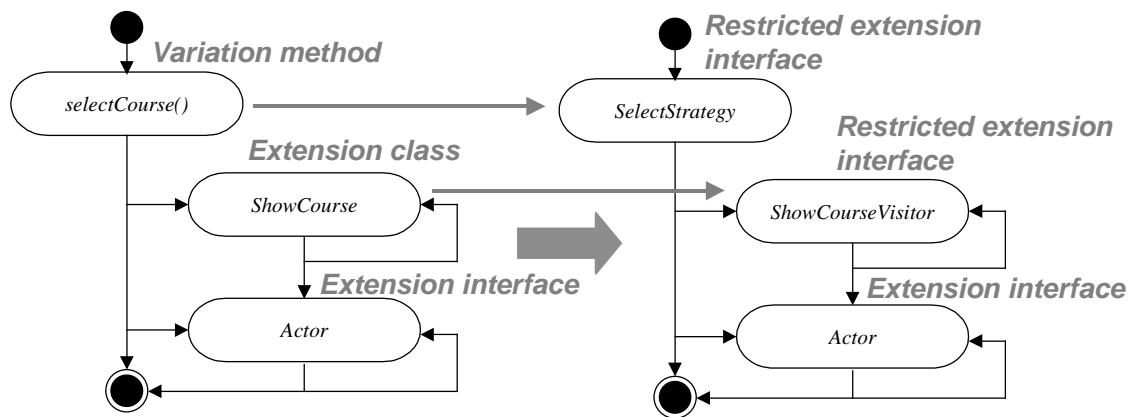 Variation method
selectCourse()
Extension class
ShowCourse
Extension interface
Actor
Restricted extension
interface
SelectStrategy
Restricted extension
interface
ShowCourseVisitor
Extension interface
Actor